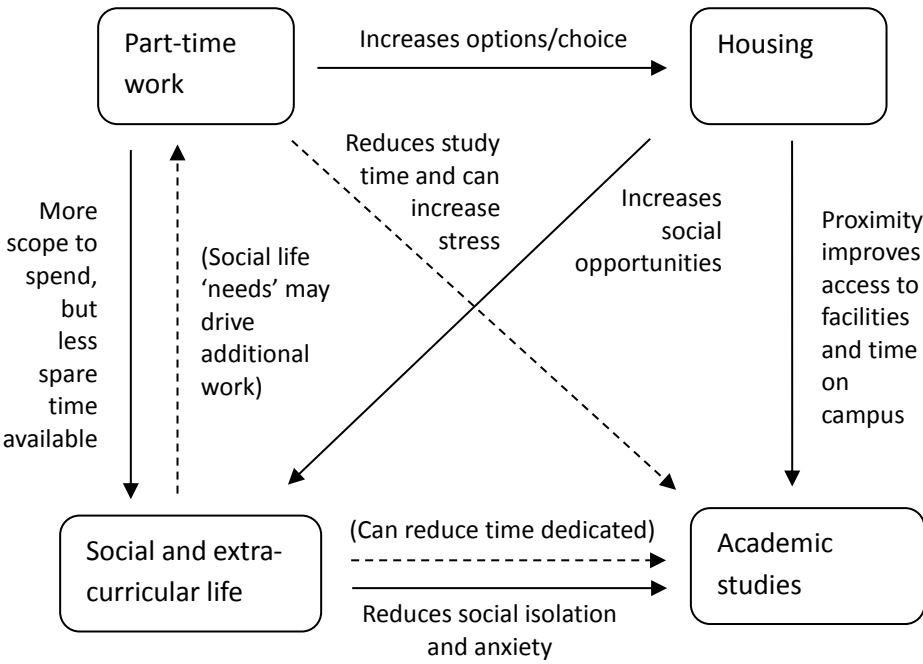 Part-time
work
Increases options/choice
Housing
Reduces study
time and can
increase
stress
Increases
social
opportunities
More
scope to
spend,
but
less
spare
time
available
(Social life
‘needs’ may
drive
additional
work)
Proximity
improves
access to
facilities
and time
on
campus
Social and extra-
curricular life
(Can reduce time dedicated)
Reduces social isolation
and anxiety
Academic
studies